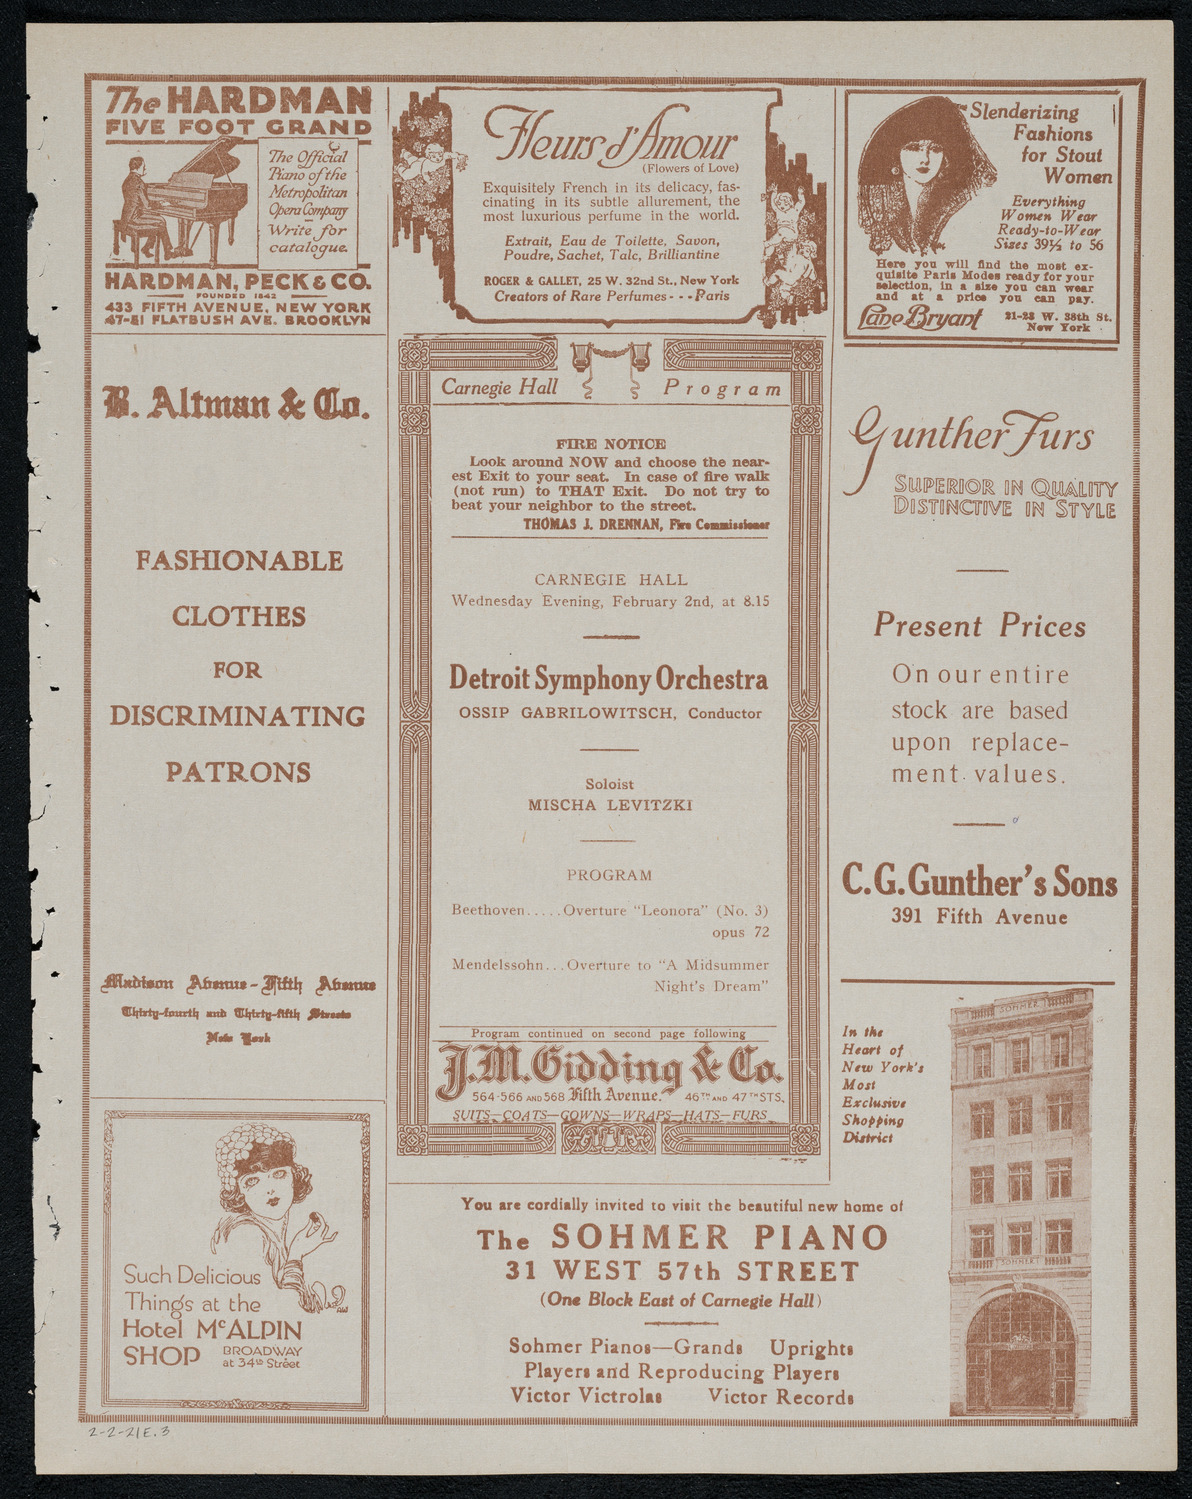 The HARDMAN
FIVE FOOT GRAND
The Official
Piano of the
Metropolitan
Opera Company
Write for
catalogue.
HARDMAN, PECK & CO.
FOUNDED 1842
433 FIFTH AVENUE, NEW YORK
47-51 FLATBUSH AVE. BROOKLYN
Fleurs d'Amour
(Flowers of Love)
Exquisitely French in its delicacy, fas-
cinating in its subtle allurement, the
most luxurious perfume in the world.
Extrait, Eau de Toilette, Savon,
Poudre, Sachet, Talc, Brilliantine
ROGER & GALLET, 25 W. 32nd St., New York
Creators of Rare Perfumes - - - Paris
Slenderizing
Fashions
for Stout
Women
Everything
Women Wear
Ready-to-Wear
Sizes 39½ to 56
Here you will find the most ex-
quisite Paris Modes ready for your
selection, in a size you can wear
and at a price you can pay.
Lane Bryant
21-23 W. 38th St.
New York
B. Altman & Co.
FASHIONABLE
CLOTHES
FOR
DISCRIMINATING
PATRONS
Madison Avenue - Fifth Avenue
Thirty-fourth and Thirty-fifth Streets
New York
Such Delicious
Things at the
Hotel McALPIN
SHOP
BROADWAY
at 34th Street
Carnegie Hall Program
FIRE NOTICE
Look around NOW and choose the near-
est Exit to your seat. In case of fire walk
(not run) to THAT Exit. Do not try to
beat your neighbor to the street.
THOMAS J. DRENNAN, Fire Commissioner
CARNEGIE HALL
Wednesday Evening, February 2nd, at 8.15
Detroit Symphony Orchestra
OSSIP GABRILOWITSCH, Conductor
Soloist
MISCHA LEVITZKI
PROGRAM
Beethoven.....Overture "Leonora" (No. 3)
opus 72
Mendelssohn...Overture to "A Midsummer
Night's Dream"
Program continued on second page following
J.M. Gidding & Co.
564-566 AND 568 Fifth Avenue. 46TH AND 47TH STS.
SUITS—COATS—GOWNS—WRAPS—HATS—FURS
Gunther Furs
SUPERIOR IN QUALITY
DISTINCTIVE IN STYLE
Present Prices
On our entire
stock are based
upon replace-
ment values.
C. G. Gunther's Sons
391 Fifth Avenue
In the
Heart of
New York's
Most
Exclusive
Shopping
District
SOHMER
SOHMER
You are cordially invited to visit the beautiful new home of
The SOHMER PIANO
31 WEST 57th STREET
(One Block East of Carnegie Hall)
Sohmer Pianos—Grands Uprights
Players and Reproducing Players
Victor Victrolas Victor Records
2-2-21E.3